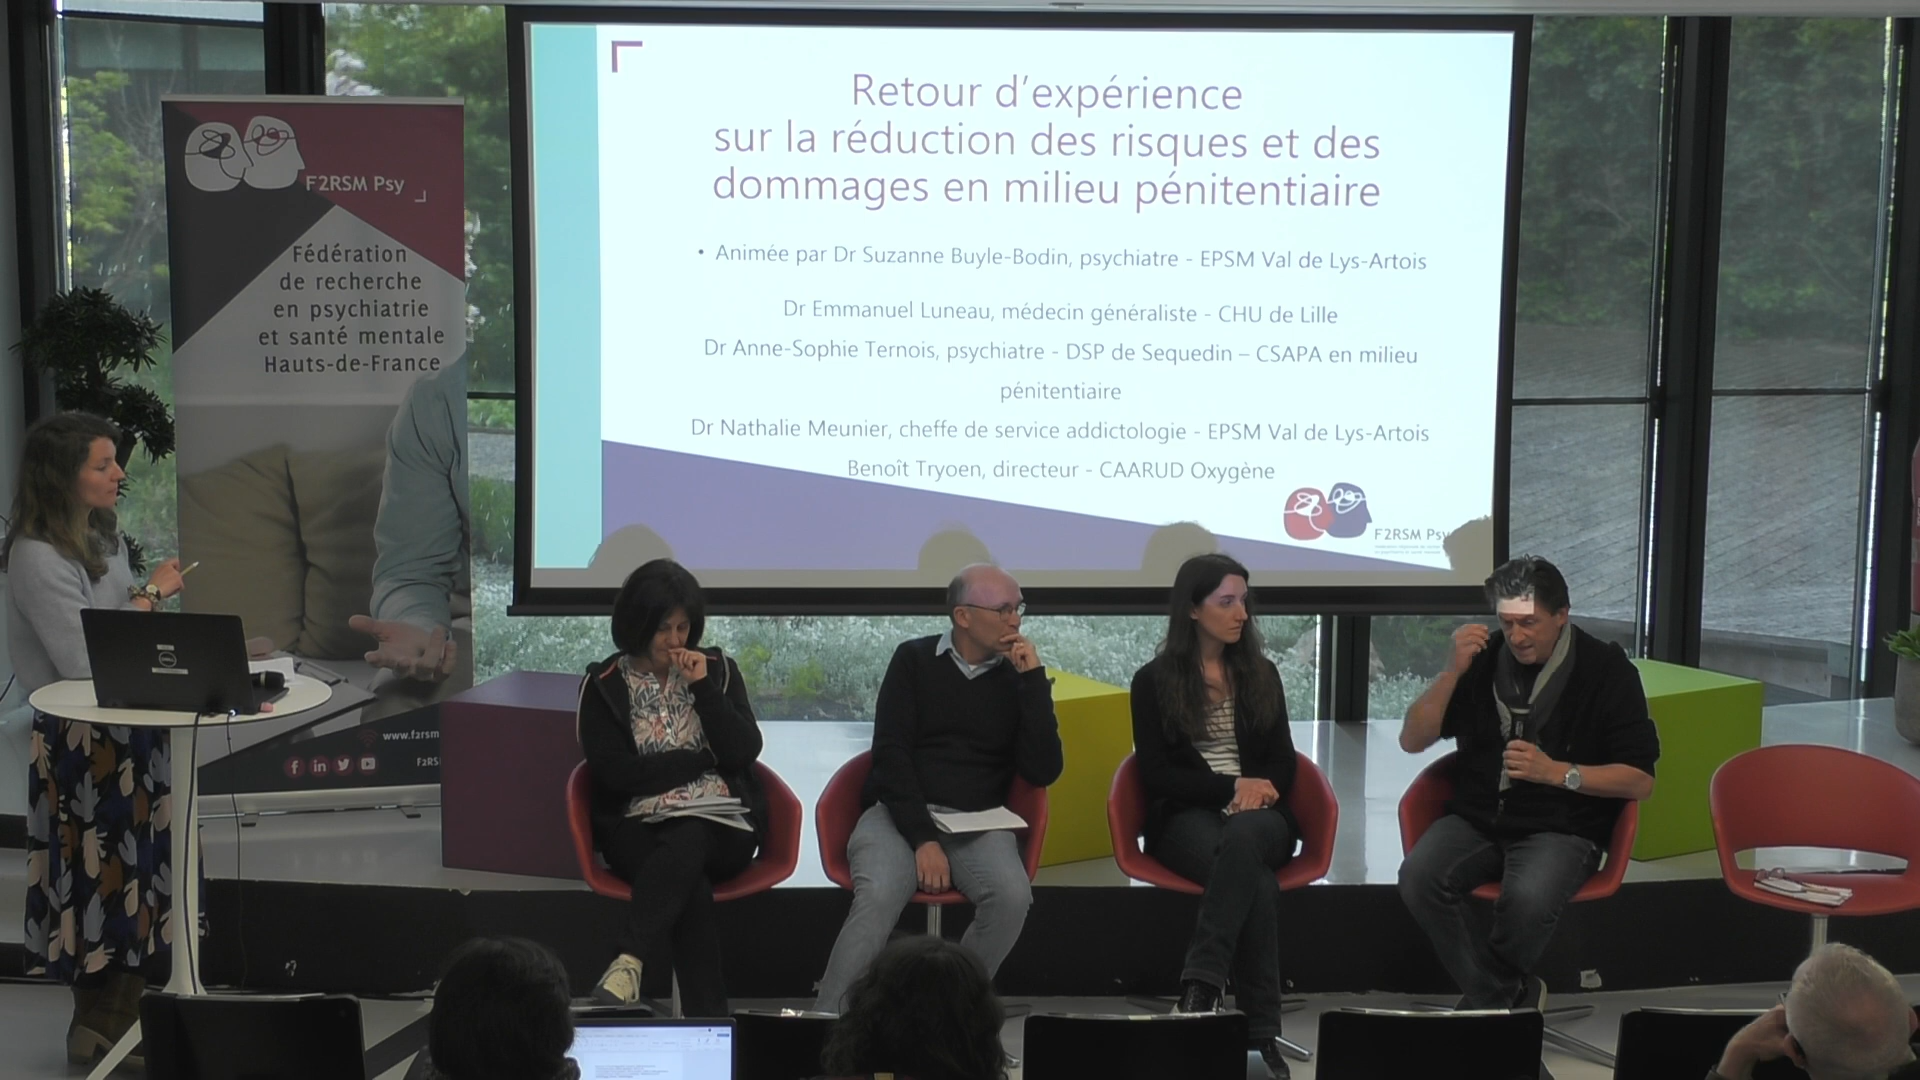 F2RSM Psy
Fédération
de recherche
en psychiatrie
et santé mentale
Hauts-de-France
www.f2rsm
F2RS
Retour d’expérience
sur la réduction des risques et des
dommages en milieu pénitentiaire
• Animée par Dr Suzanne Buyle-Bodin, psychiatre - EPSM Val de Lys-Artois
Dr Emmanuel Luneau, médecin généraliste - CHU de Lille
Dr Anne-Sophie Ternois, psychiatre - DSP de Sequedin – CSAPA en milieu
pénitentiaire
Dr Nathalie Meunier, cheffe de service addictologie - EPSM Val de Lys-Artois
Benoît Tryoen, directeur - CAARUD Oxygène
F2RSM Psy
DELL